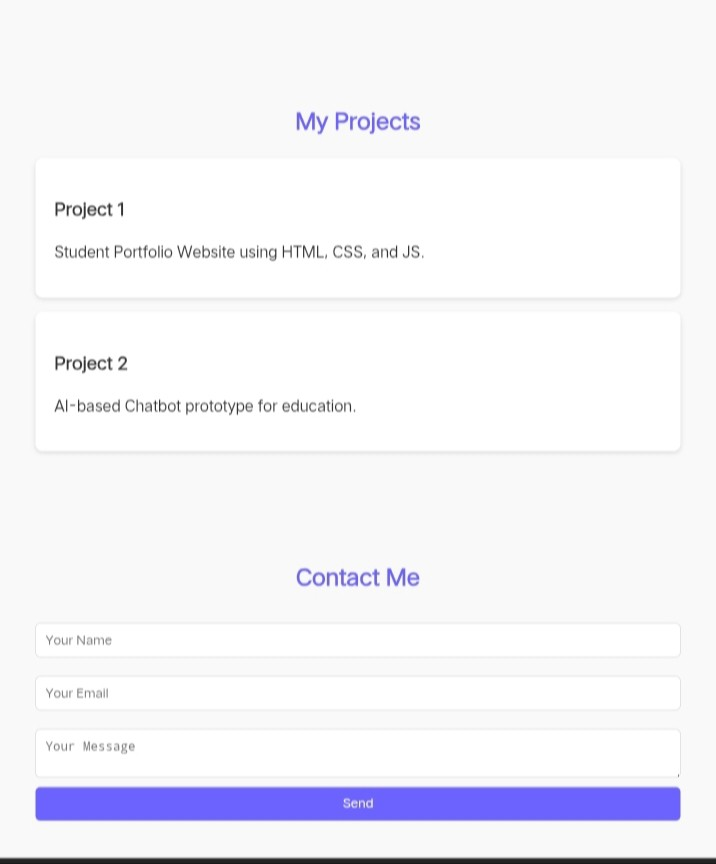 My Projects
Project 1
Student Portfolio Website using HTML, CSS, and JS.
Project 2
AI-based Chatbot prototype for education.
Contact Me
Your Name
Your Email
Your Message
Send